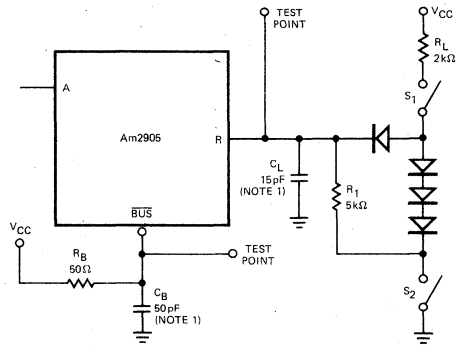 TEST
POINT
VCC
RL
2kΩ
S1
A
Am2905
R
CL
15pF
(NOTE 1)
R1
5kΩ
BUS
VCC
RB
50Ω
TEST
POINT
CB
50pF
(NOTE 1)
S2